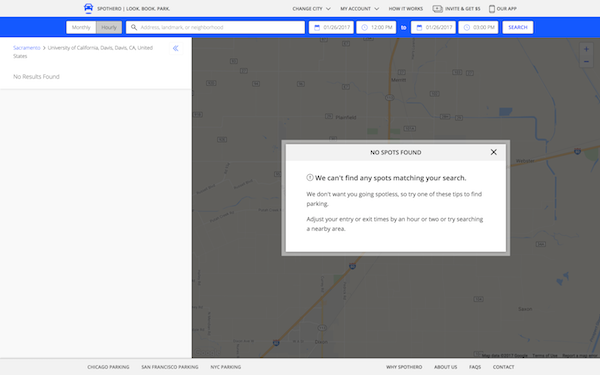 SPOTHERO | LOOK. BOOK. PARK.
CHANGE CITY
MY ACCOUNT
HOW IT WORKS
INVITE & GET $5
OUR APP
Monthly
Hourly
Address, landmark, or neighborhood
01/26/2017
12:00 PM
to
01/26/2017
03:00 PM
SEARCH
Sacramento > University of California, Davis, Davis, CA, United
States
No Results Found
Plainfield
NO SPOTS FOUND
We can't find any spots matching your search.
We don't want you going spotless, so try one of these tips to find
parking.
Adjust your entry or exit times by an hour or two or try searching
a nearby area.
Map data ©2017 Google
Terms of Use
Report a map error
CHICAGO PARKING
SAN FRANCISCO PARKING
NYC PARKING
WHY SPOTHERO
ABOUT US
FAQS
CONTACT